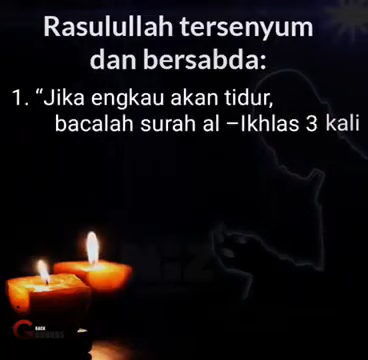 Rasulullah tersenyum
dan bersabda:
1. “Jika engkau akan tidur,
bacalah surah al –Ikhlas 3 kali